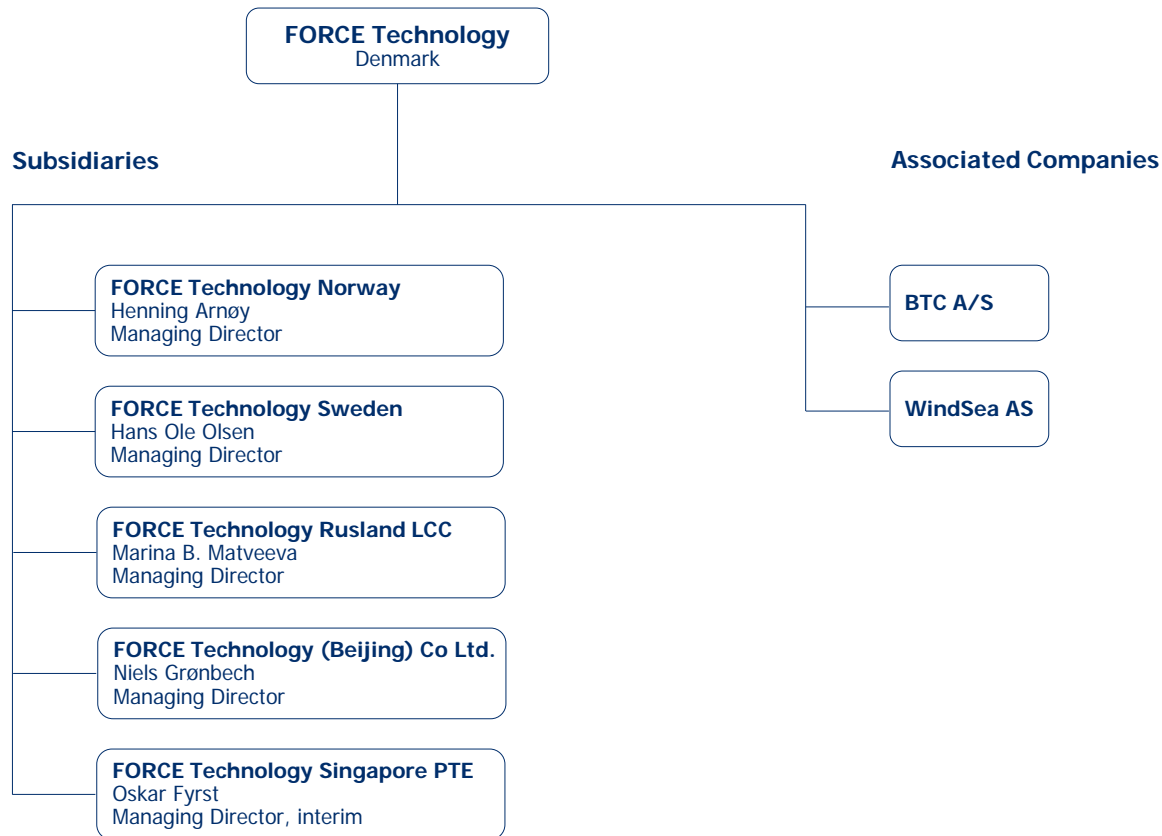 FORCE Technology
Denmark
Subsidiaries
Associated Companies
FORCE Technology Norway
Henning Arnøy
Managing Director
FORCE Technology Sweden
Hans Ole Olsen
Managing Director
FORCE Technology Rusland LCC
Marina B. Matveeva
Managing Director
FORCE Technology (Beijing) Co Ltd.
Niels Grønbech
Managing Director
FORCE Technology Singapore PTE
Oskar Fyrst
Managing Director, interim
BTC A/S
WindSea AS